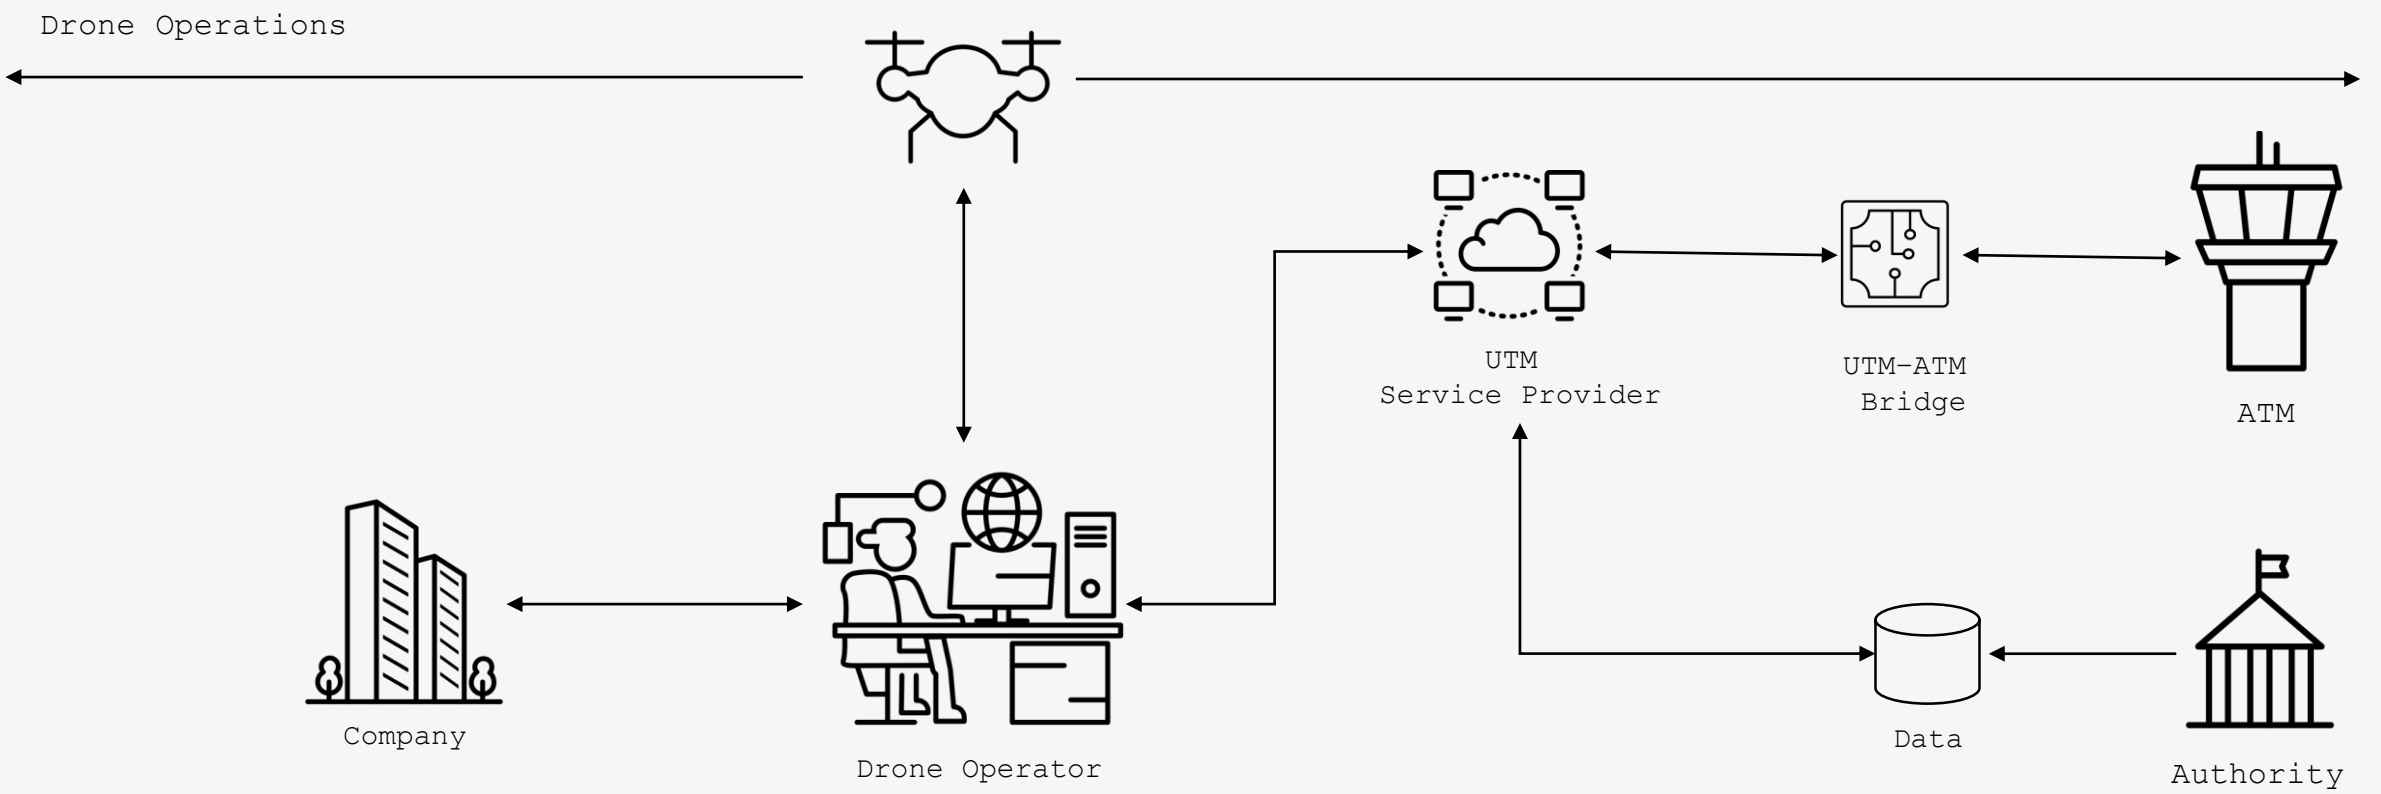 Drone Operations
UTM
Service Provider
UTM-ATM
Bridge
ATM
Company
Drone Operator
Data
Authority